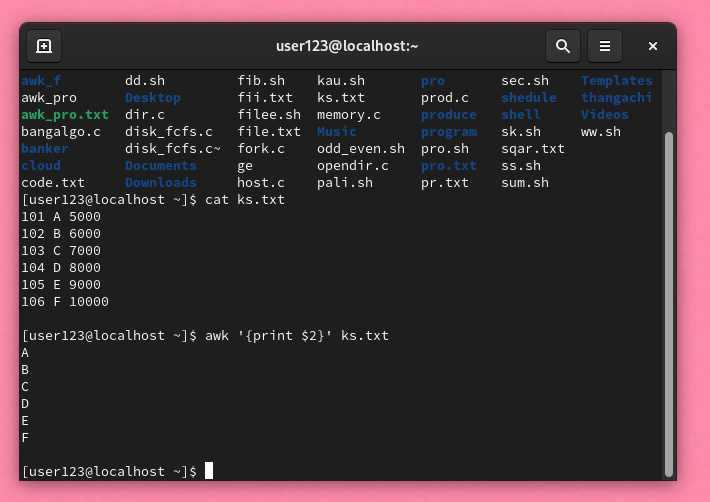 user123@localhost:~
awk_f dd.sh fib.sh kau.sh pro sec.sh Templates
awk_pro Desktop fii.txt ks.txt prod.c shedule thangachi
awk_pro.txt dir.c filee.sh memory.c produce shell Videos
bangalgo.c disk_fcfs.c file.txt Music program sk.sh ww.sh
banker disk_fcfs.c~ fork.c odd_even.sh pro.sh sqar.txt
cloud Documents ge opendir.c pro.txt ss.sh
code.txt Downloads host.c pali.sh pr.txt sum.sh
[user123@localhost ~]$ cat ks.txt
101 A 5000
102 B 6000
103 C 7000
104 D 8000
105 E 9000
106 F 10000
[user123@localhost ~]$ awk '{print $2}' ks.txt
A
B
C
D
E
F
[user123@localhost ~]$